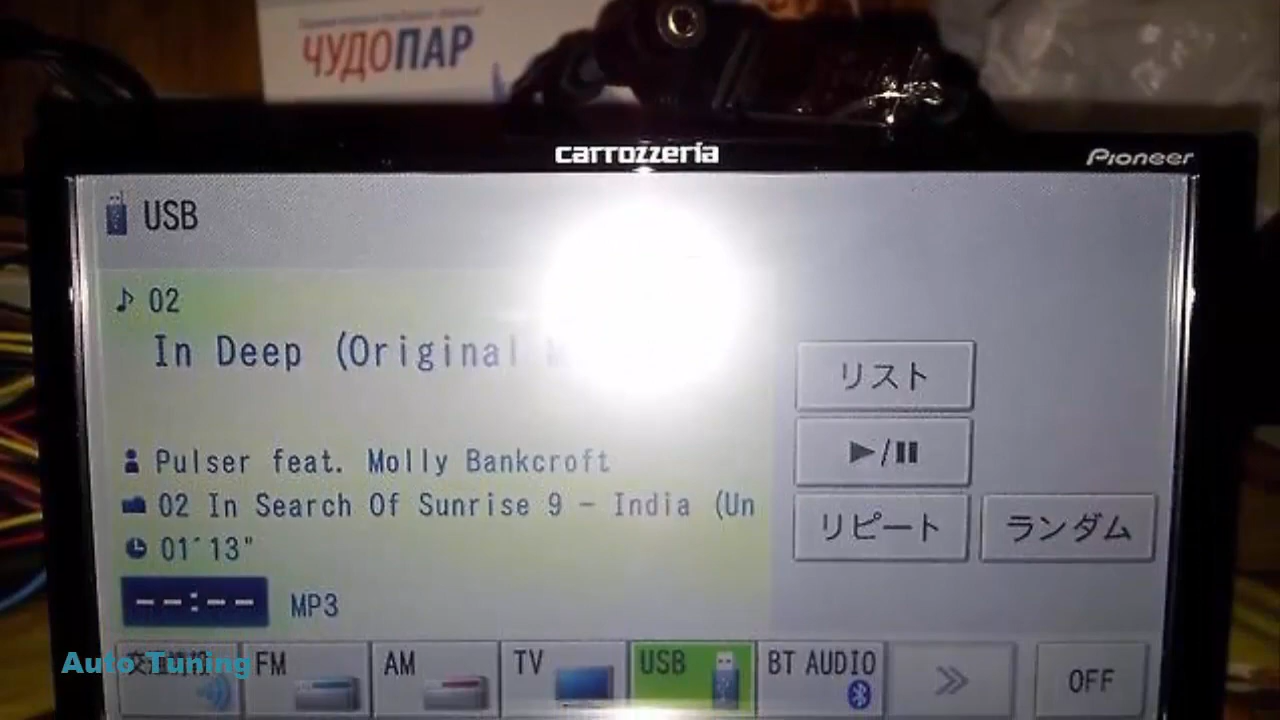 ЧУДОПАР
carrozzeria
Pioneer
USB
♪ 02
In Deep (Original
リスト
▶/▮▮
Pulser feat. Molly Bankcroft
02 In Search Of Sunrise 9 - India (Un
リピート
ランダム
01'13"
--:--
MP3
Auto Tuning
FM
AM
TV
USB
BT AUDIO
OFF